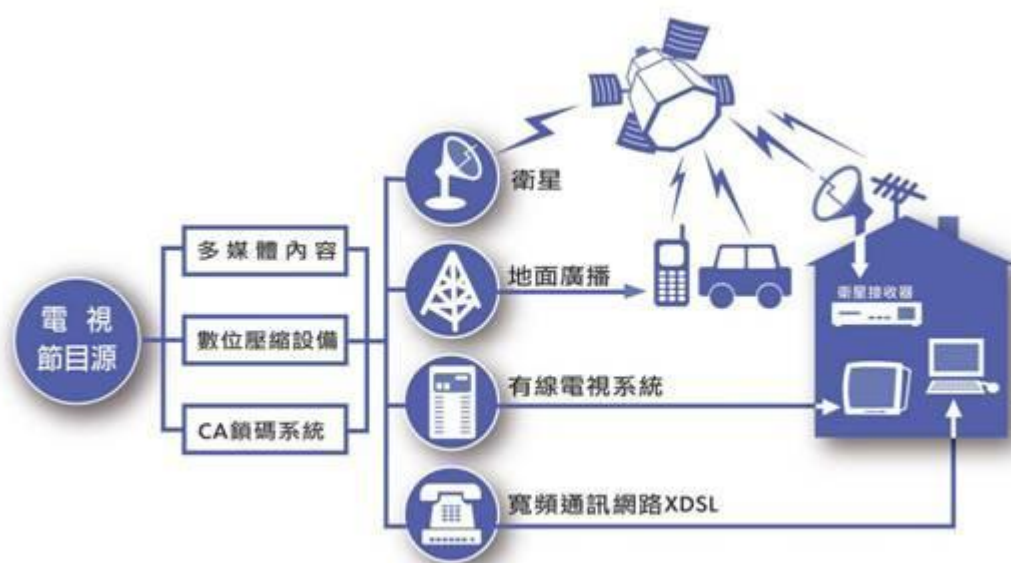 電視
節目源
多媒體內容
數位壓縮設備
CA鎖碼系統
衛星
地面廣播
有線電視系統
寬頻通訊網路XDSL
衛星接收器